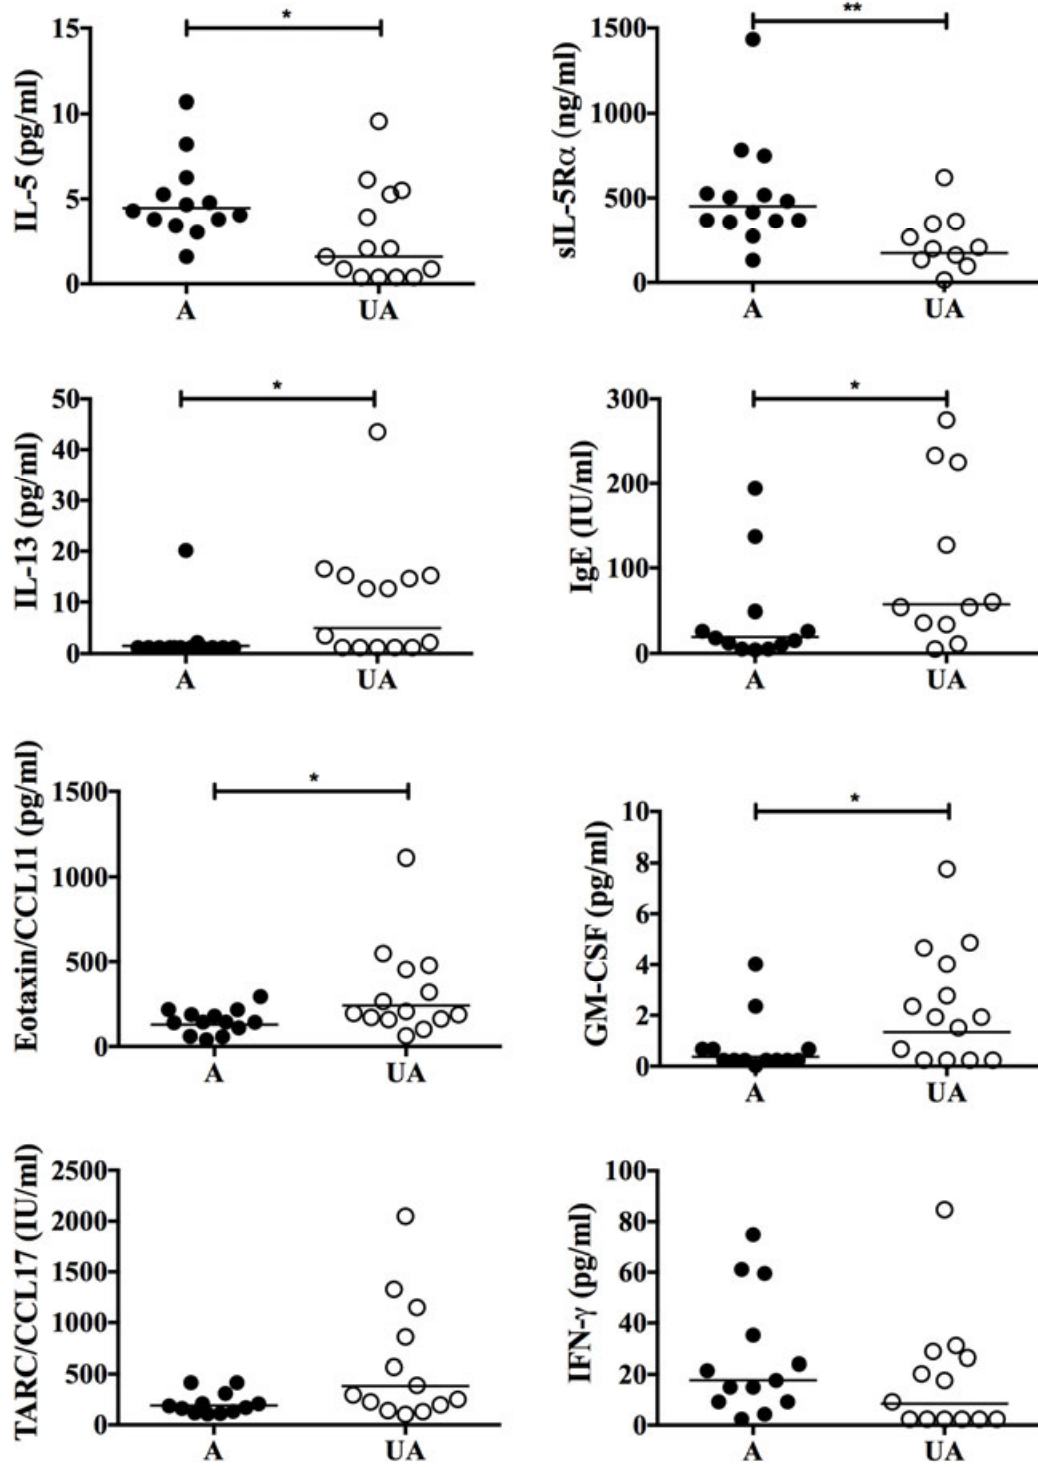 *
IL-5 (pg/ml)
15
10
5
0
A UA
**
sIL-5Rα (ng/ml)
1500
1000
500
0
A UA
*
IL-13 (pg/ml)
50
40
30
20
10
0
A UA
*
IgE (IU/ml)
300
200
100
0
A UA
*
Eotaxin/CCL11 (pg/ml)
1500
1000
500
0
A UA
*
GM-CSF (pg/ml)
10
8
6
4
2
0
A UA
TARC/CCL17 (IU/ml)
2500
2000
1500
1000
500
0
A UA
IFN-γ (pg/ml)
100
80
60
40
20
0
A UA